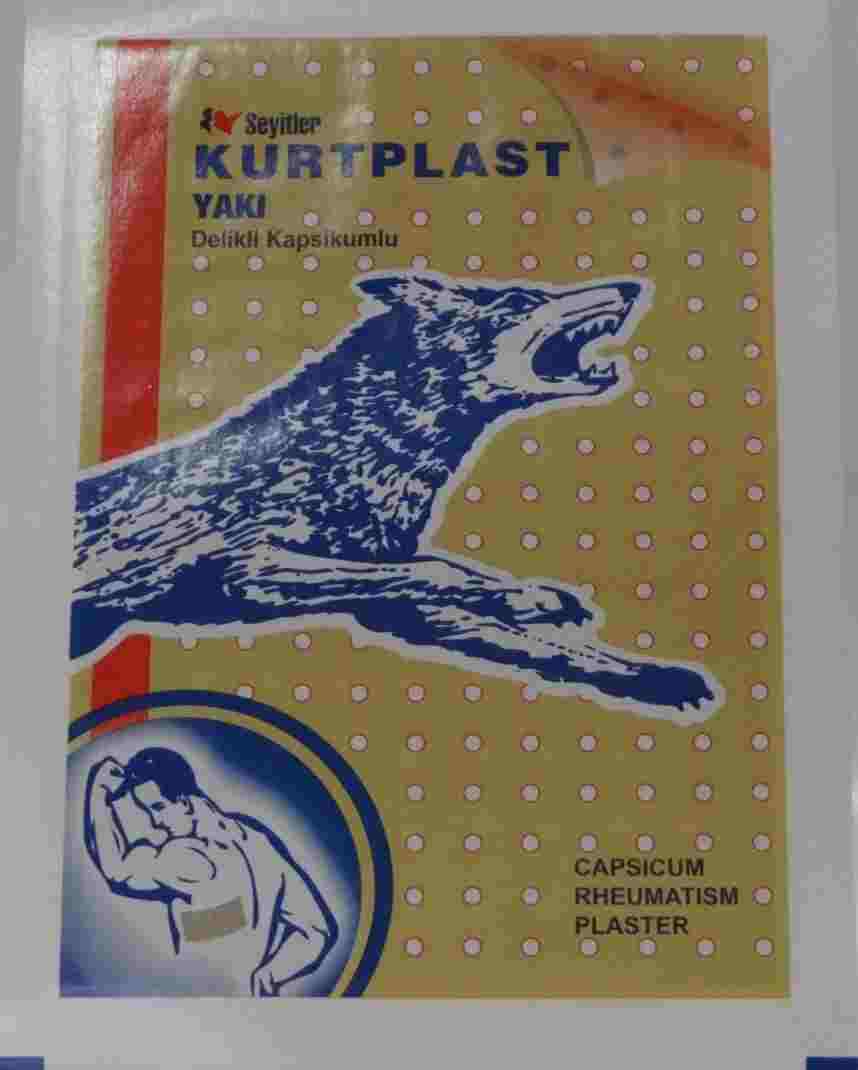 Seyitler
KURTPLAST
YAKI
Delikli Kapsikumlu
CAPSICUM
RHEUMATISM
PLASTER